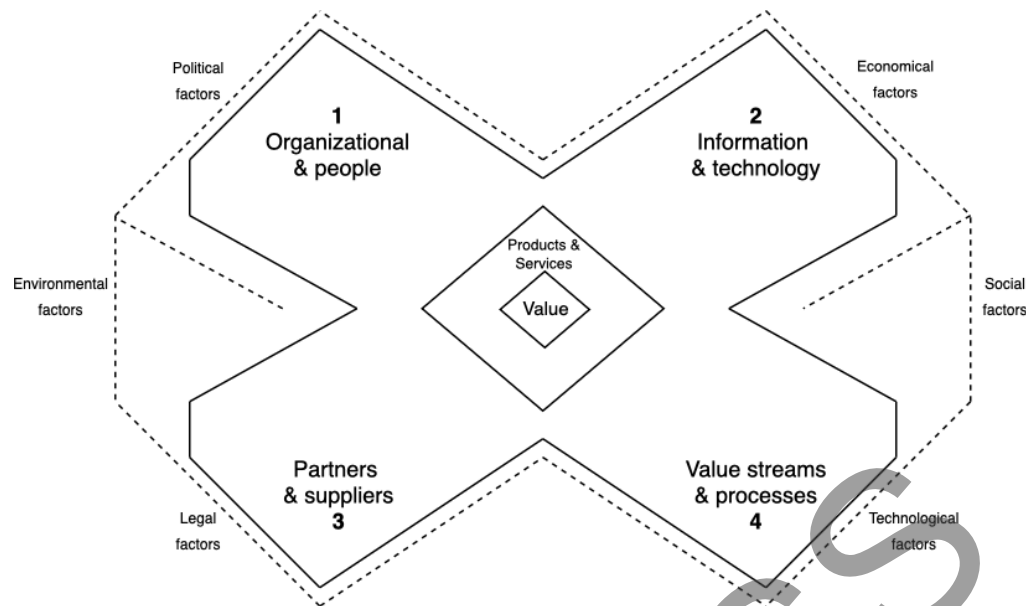 Political
factors
Economical
factors
1
Organizational
& people
2
Information
& technology
Products &
Services
Value
Environmental
factors
Social
factors
Partners
& suppliers
3
Value streams
& processes
4
Legal
factors
Technological
factors